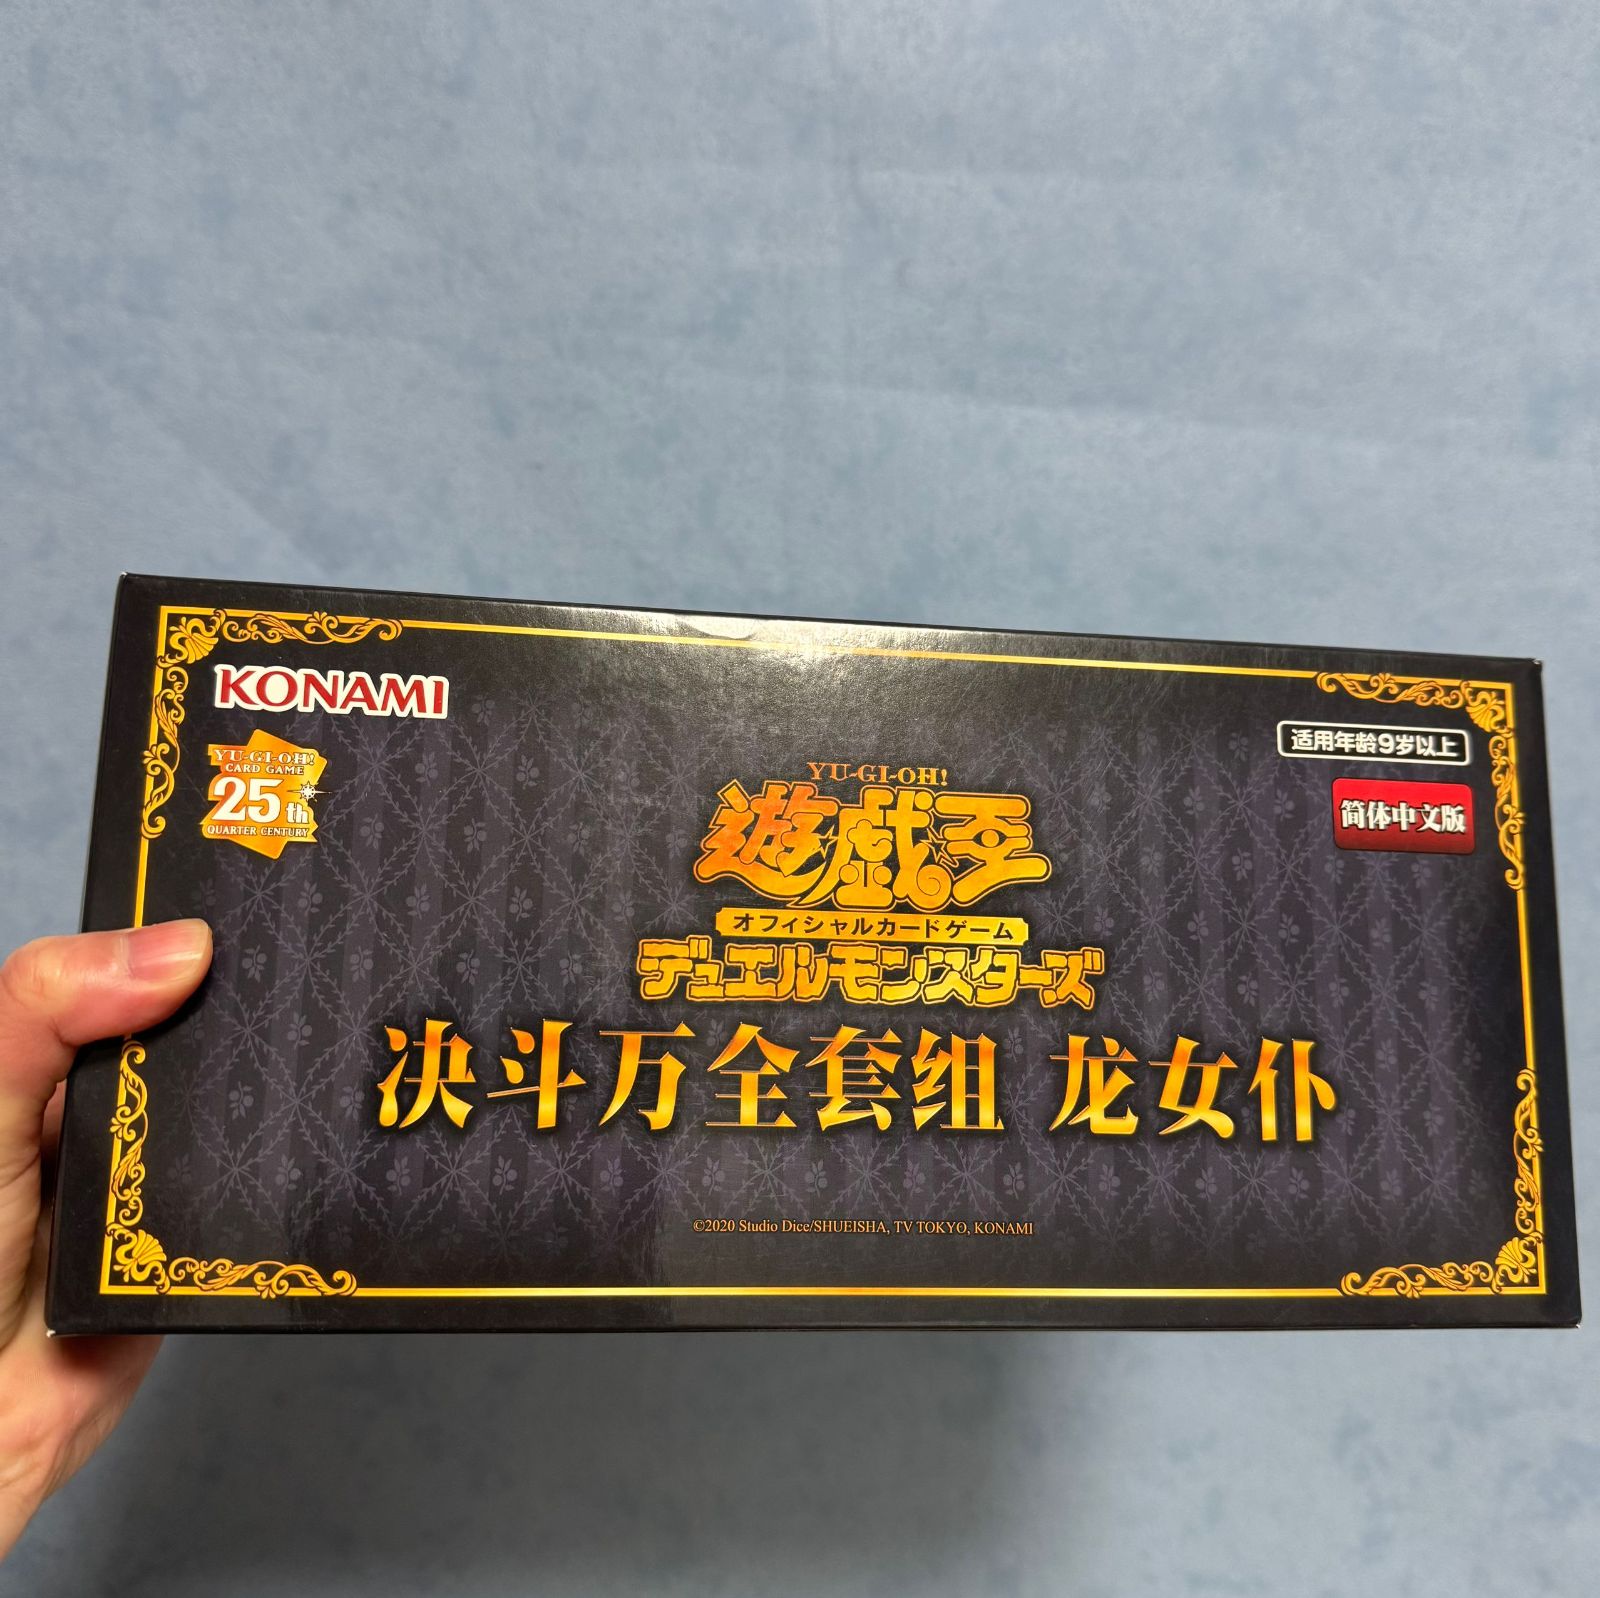 KONAMI
YU-GI-OH!
CARD GAME
25th
QUARTER CENTURY
适用年龄9岁以上
简体中文版
YU-GI-OH!
遊戯王
オフィシャルカードゲーム
デュエルモンスターズ
决斗万全套组 龙女仆
©2020 Studio Dice/SHUEISHA, TV TOKYO, KONAMI